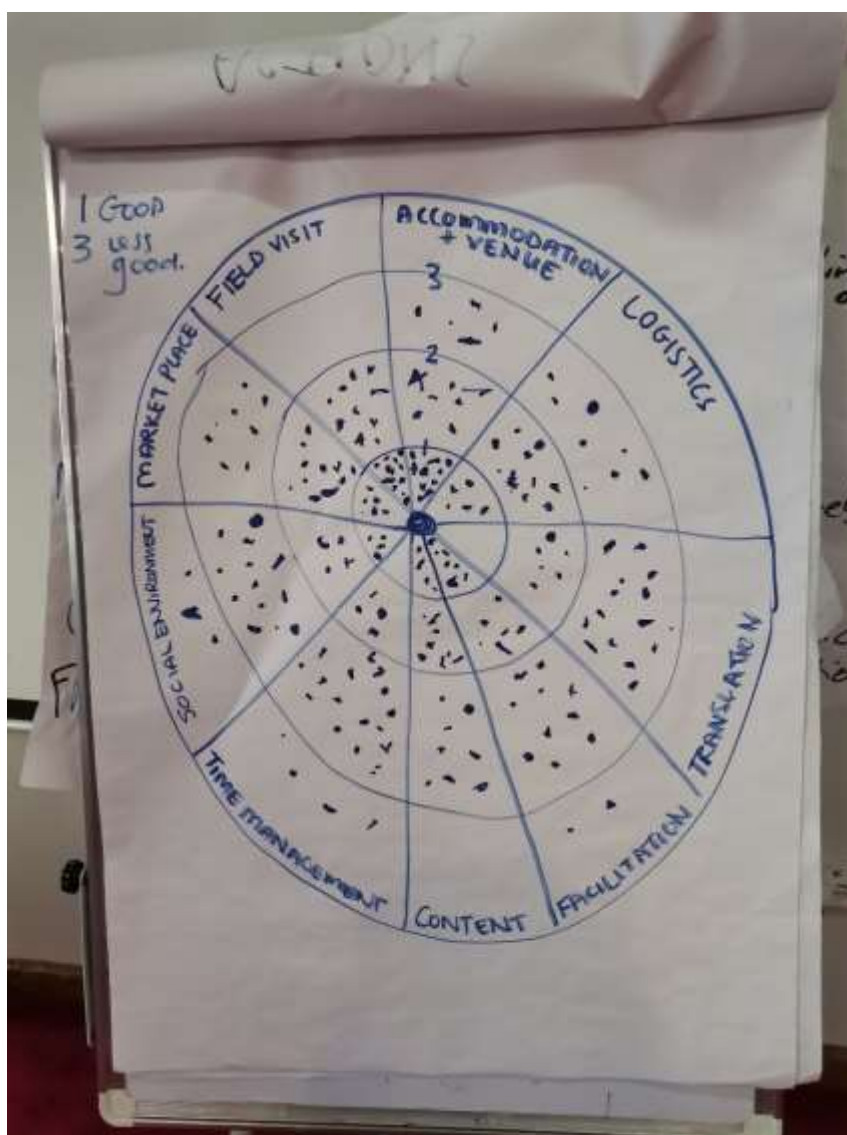 1 GOOD
3 Less
good.
FIELD VISIT
ACCOMMODATION
+ VENUE
LOGISTICS
TRANSLATION
FACILITATION
CONTENT
TIME MANAGEMENT
SOCIAL ENVIRONMENT
MARKET PLACE
3
2
1